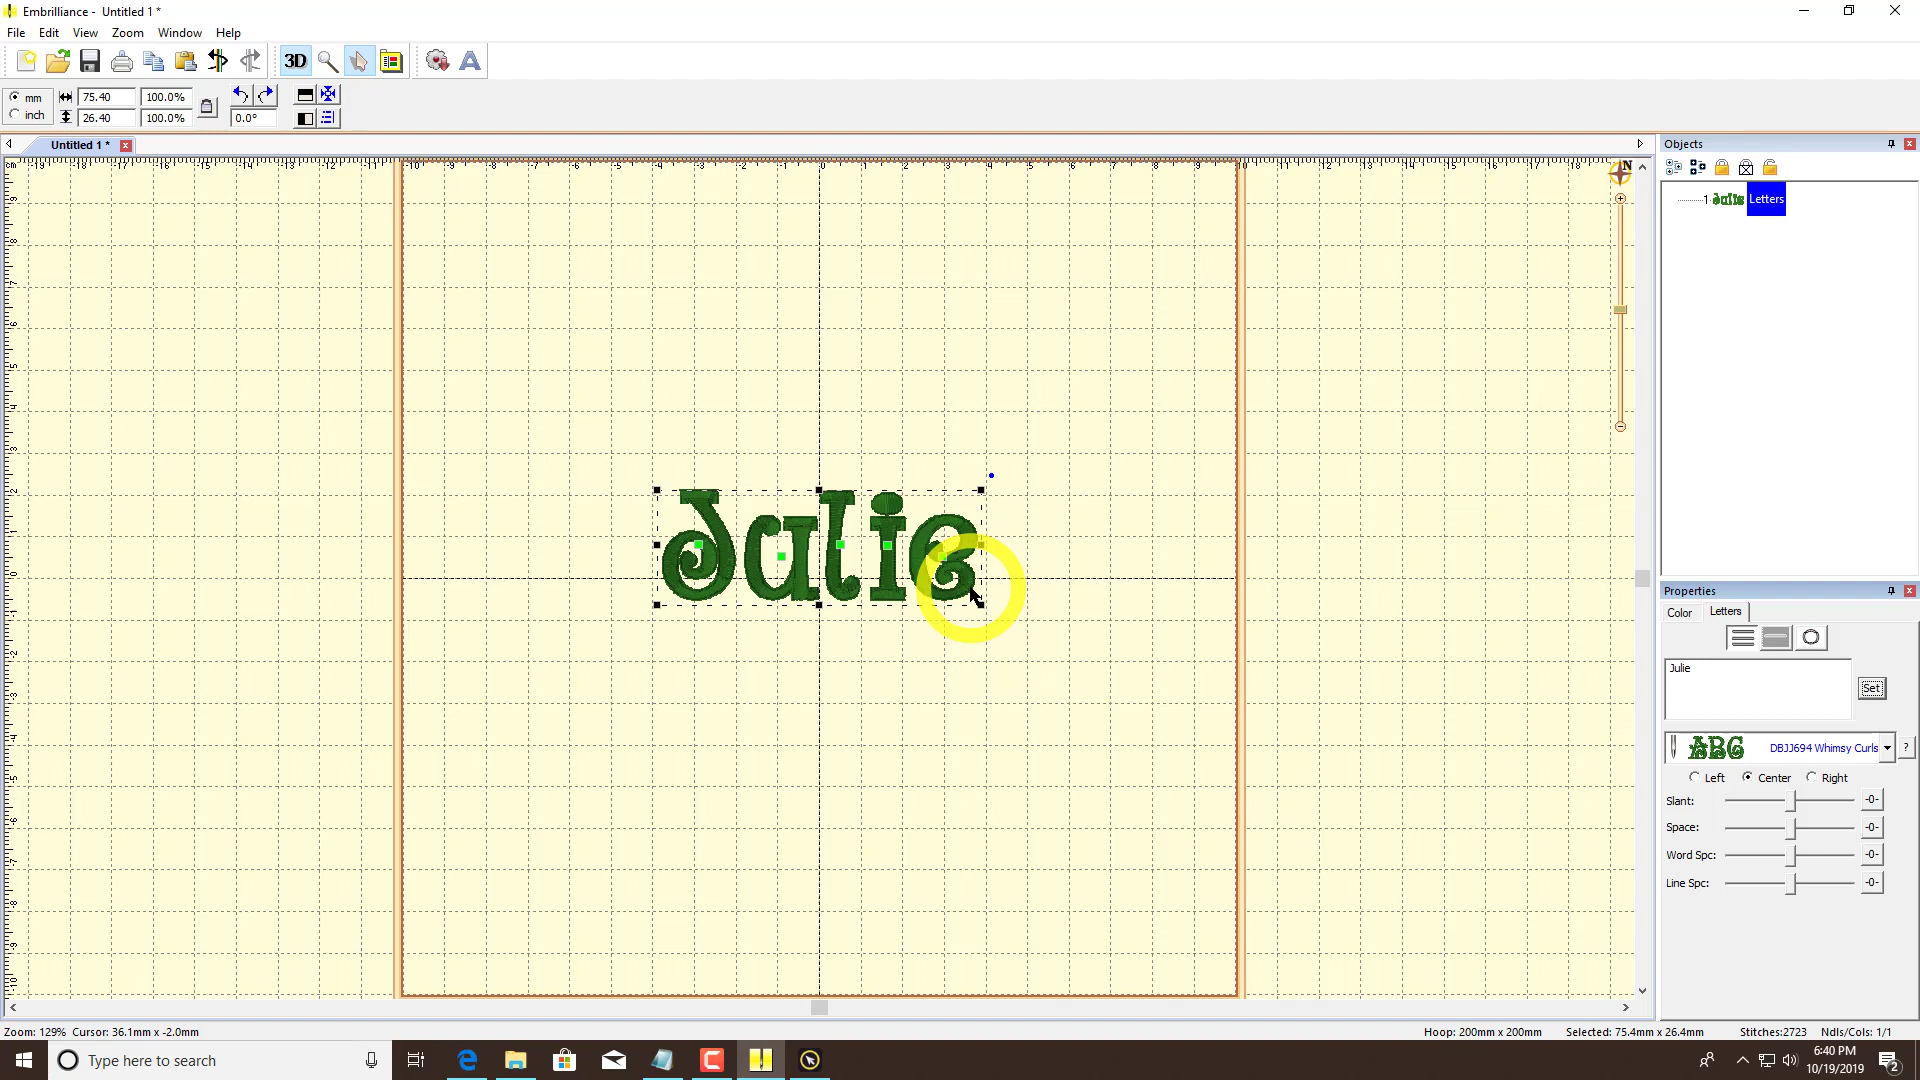 Embrilliance - Untitled 1 *
File Edit View Zoom Window Help
3D A
mm 75.40 100.0%
inch 26.40 100.0% 0.0°
Untitled 1 *
Objects
1 Julie Letters
N
Julie
Properties
Color Letters
Julie
Set
ABC DBJJ694 Whimsy Curls ?
Left Center Right
Slant: -0-
Space: -0-
Word Spc: -0-
Line Spc: -0-
Zoom: 129% Cursor: 36.1mm x -2.0mm
Hoop: 200mm x 200mm Selected: 75.4mm x 26.4mm Stitches:2723 Ndls/Cols: 1/1
Type here to search
6:40 PM
10/19/2019
2